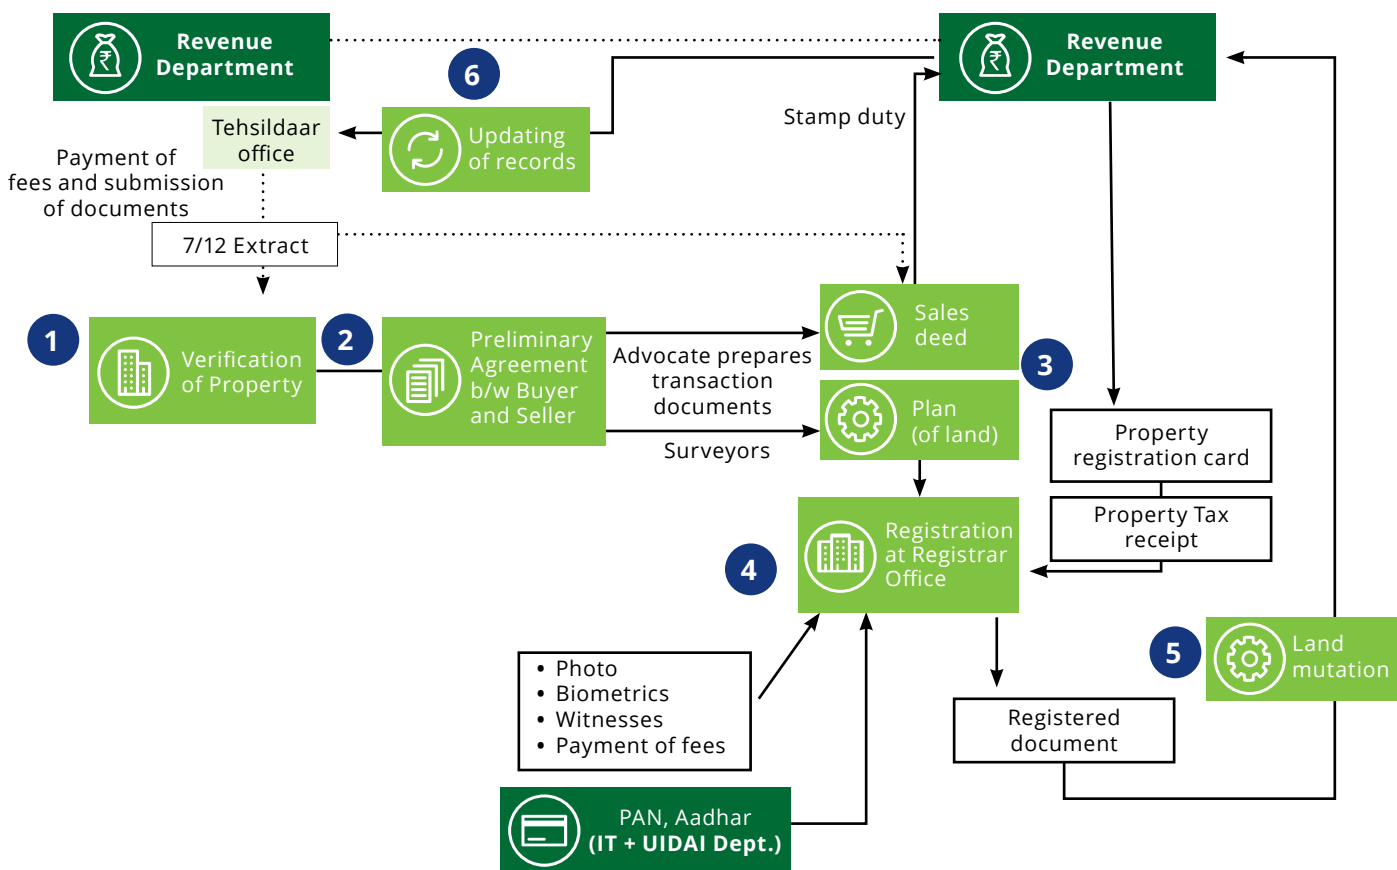 Revenue
Department
Revenue
Department
6
Stamp duty
Tehsildaar
office
Updating
of records
Payment of
fees and submission
of documents
7/12 Extract
1
Verification
of Property
2
Preliminary
Agreement
b/w Buyer
and Seller
Advocate prepares
transaction
documents
Surveyors
Sales
deed
3
Plan
(of land)
Property
registration card
Property Tax
receipt
4
Registration
at Registrar
Office
• Photo
• Biometrics
• Witnesses
• Payment of fees
PAN, Aadhar
(IT + UIDAI Dept.)
Registered
document
5
Land
mutation